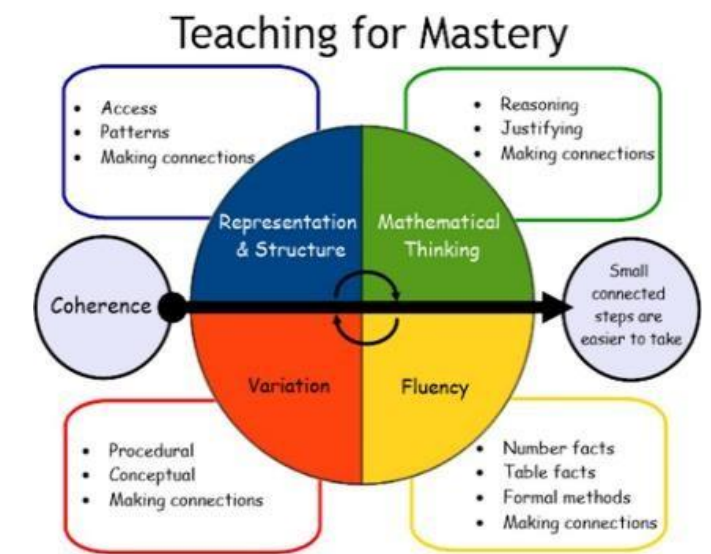 Teaching for Mastery
• Access
• Patterns
• Making connections
• Reasoning
• Justifying
• Making connections
Representation
& Structure
Mathematical
Thinking
Coherence
Small
connected
steps are
easier to take
Variation
Fluency
• Procedural
• Conceptual
• Making connections
• Number facts
• Table facts
• Formal methods
• Making connections